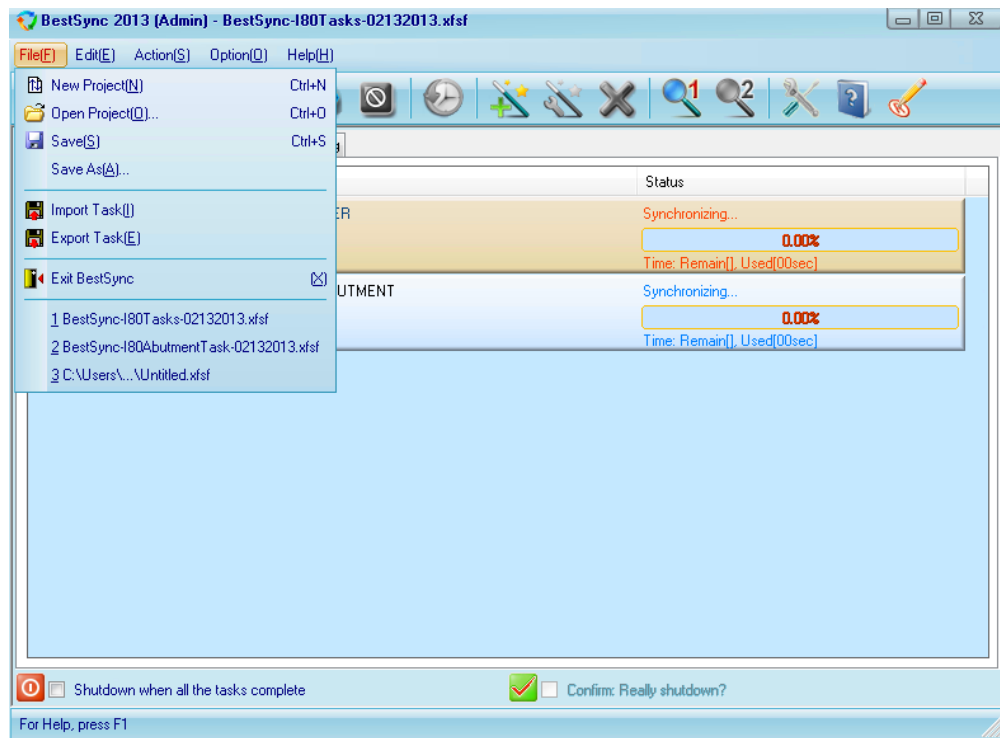 BestSync 2013 (Admin) - BestSync-I80Tasks-02132013.xfsf
File(F) Edit(E) Action(S) Option(O) Help(H)
New Project(N) Ctrl+N
Open Project(O)... Ctrl+O
Save(S) Ctrl+S
Save As(A)...
Import Task(I)
Export Task(E)
Exit BestSync (X)
1 BestSync-I80Tasks-02132013.xfsf
2 BestSync-I80AbutmentTask-02132013.xfsf
3 C:\Users\...\Untitled.xfsf
1 2 ?
Status
ER Synchronizing...
0.00%
Time: Remain[], Used[00sec]
UTMENT Synchronizing...
0.00%
Time: Remain[], Used[00sec]
Shutdown when all the tasks complete Confirm: Really shutdown?
For Help, press F1